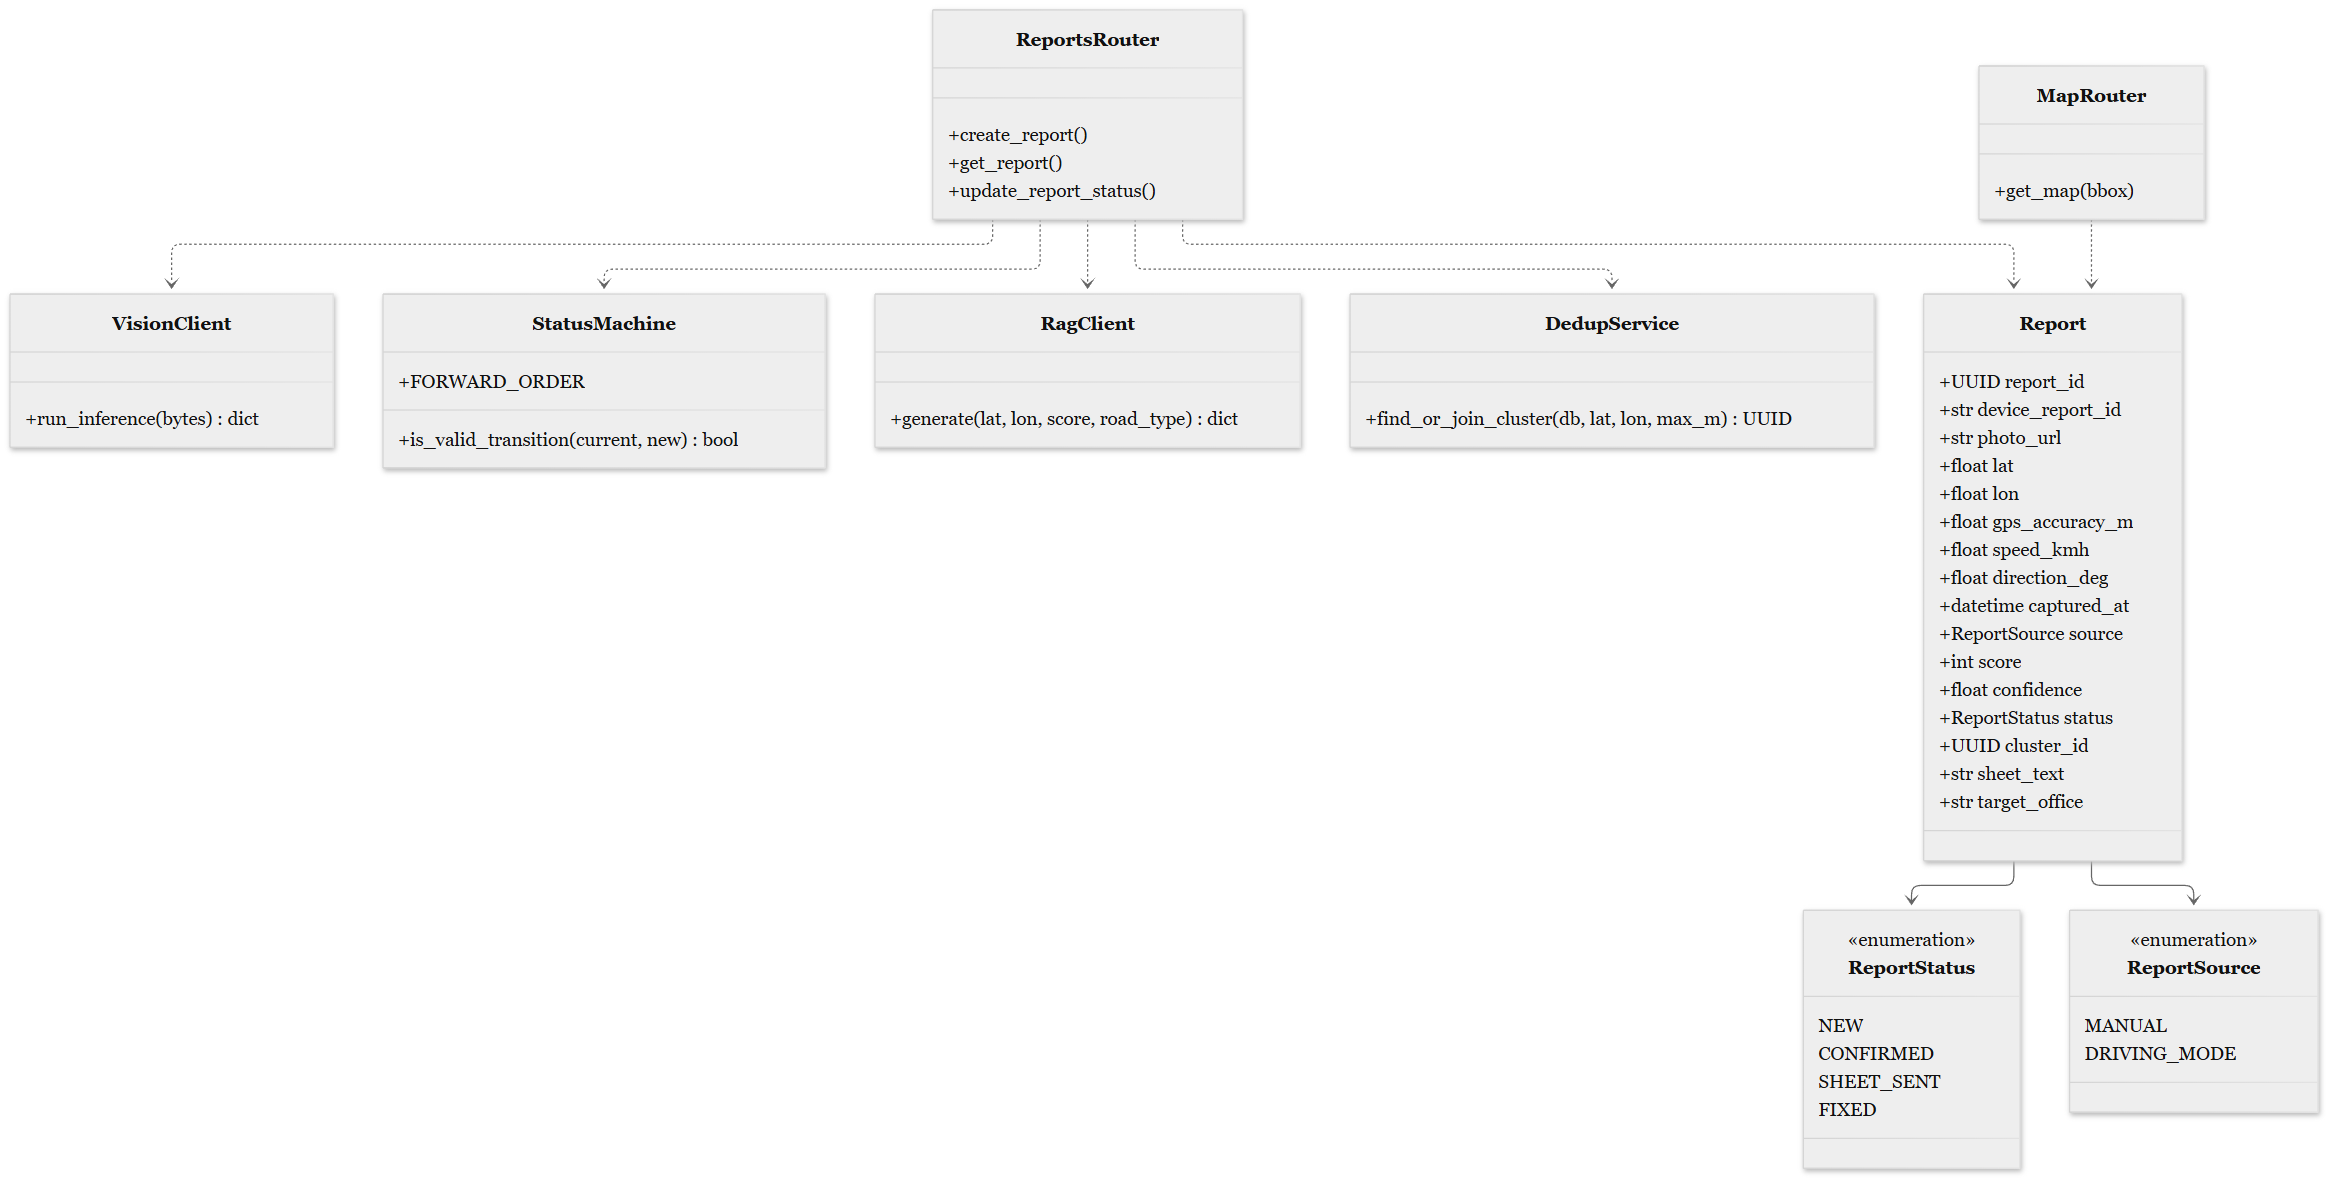 ReportsRouter
+create_report()
+get_report()
+update_report_status()
MapRouter
+get_map(bbox)
VisionClient
+run_inference(bytes) : dict
StatusMachine
+FORWARD_ORDER
+is_valid_transition(current, new) : bool
RagClient
+generate(lat, lon, score, road_type) : dict
DedupService
+find_or_join_cluster(db, lat, lon, max_m) : UUID
Report
+UUID report_id
+str device_report_id
+str photo_url
+float lat
+float lon
+float gps_accuracy_m
+float speed_kmh
+float direction_deg
+datetime captured_at
+ReportSource source
+int score
+float confidence
+ReportStatus status
+UUID cluster_id
+str sheet_text
+str target_office
«enumeration»
ReportStatus
NEW
CONFIRMED
SHEET_SENT
FIXED
«enumeration»
ReportSource
MANUAL
DRIVING_MODE